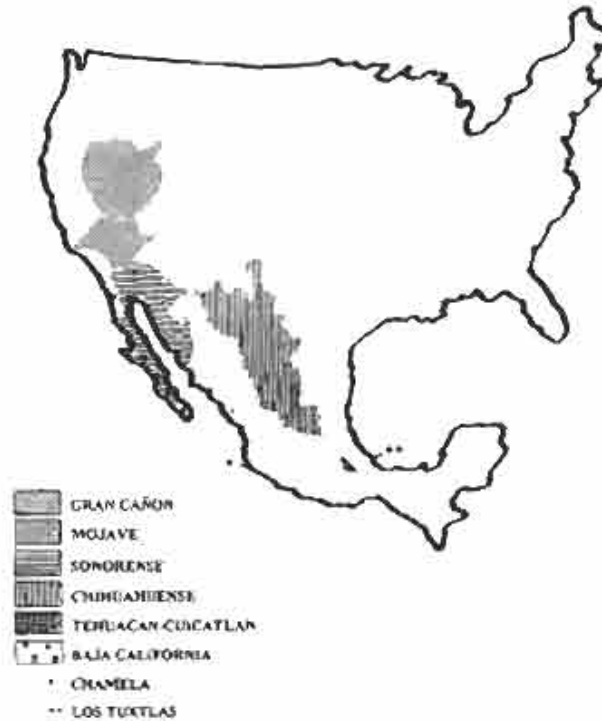 GRAN CAÑON
MOJAVE
SONORENSE
CHIHUAHUENSE
TEHUACAN-CUICATLAN
BAJA CALIFORNIA
CHAMELA
LOS TUXTLAS